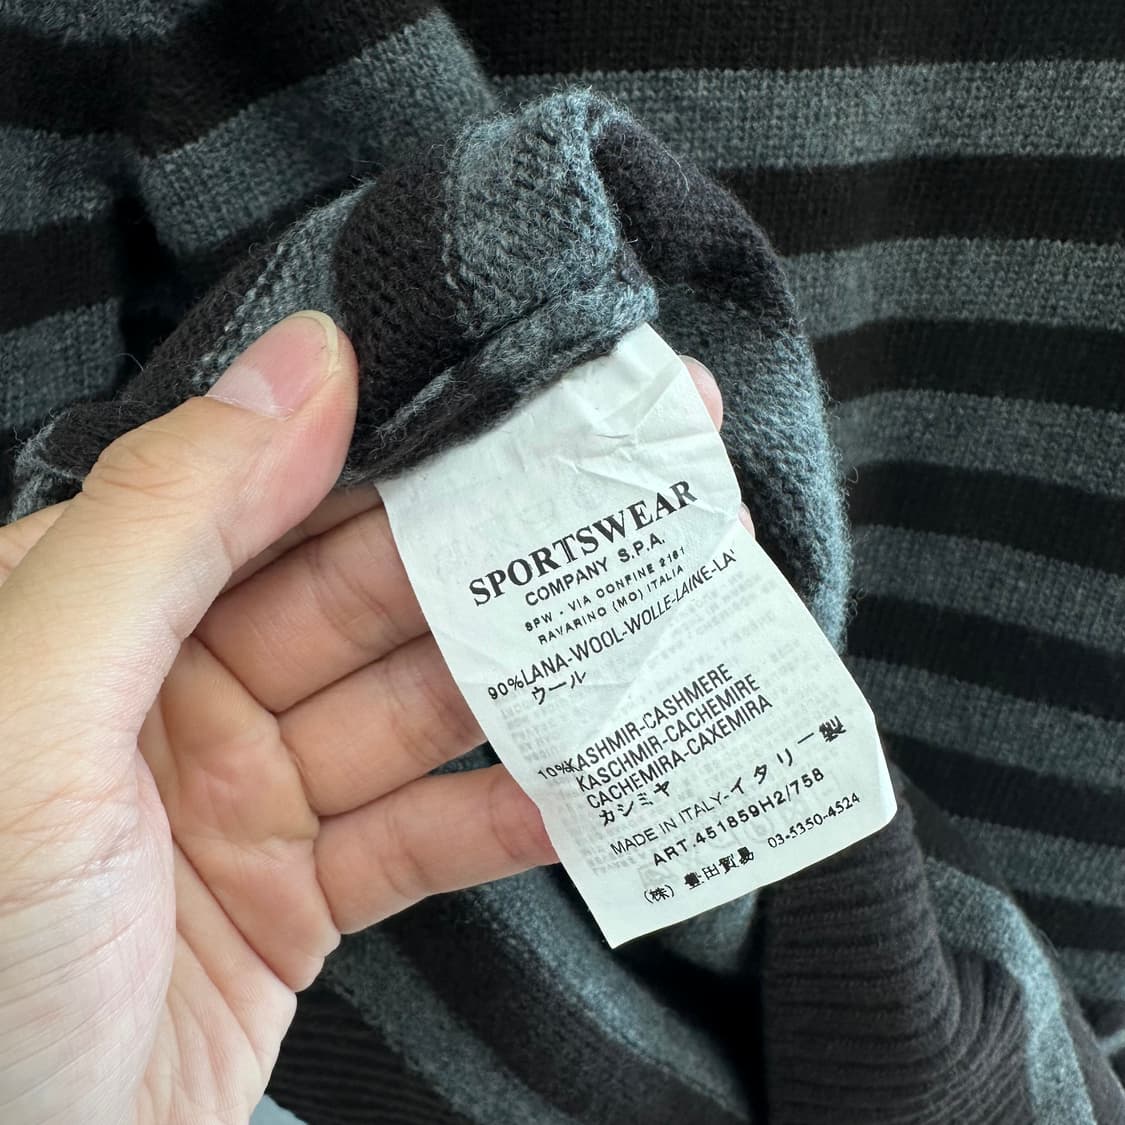 SPORTSWEAR
COMPANY S.P.A.
SPW - VIA CONFINE 2161
RAVARINO (MO) ITALIA
90%LANA-WOOL-WOLLE-LAINE-LA'
ウール
10%KASHMIR-CASHMERE
KASCHMIR-CACHEMIRE
CACHEMIRA-CAXEMIRA
カシミヤ
MADE IN ITALY-イタリー製
ART.451859H2/758
(株) 豊田貿易 03-5350-4524